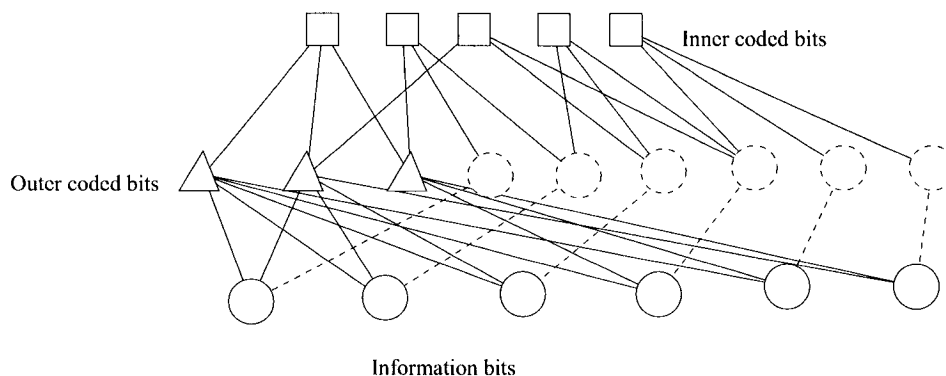 Inner coded bits
Outer coded bits
Information bits